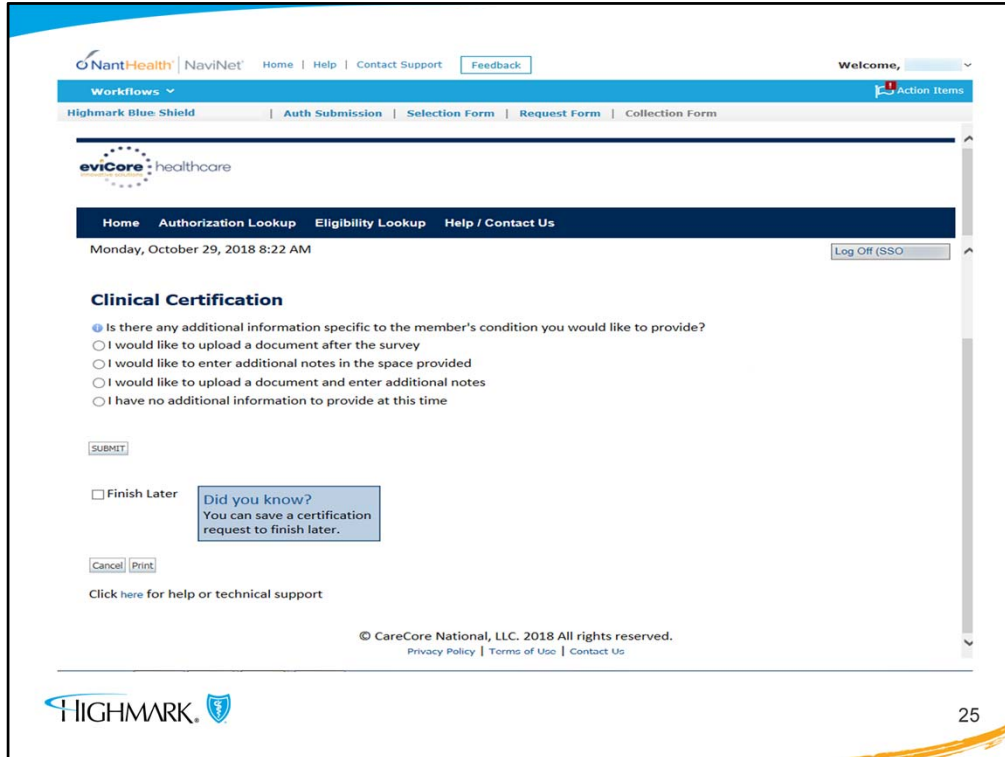 NantHealth | NaviNet Home | Help | Contact Support Feedback Welcome,
Workflows Action Items
Highmark Blue Shield | Auth Submission | Selection Form | Request Form | Collection Form
eviCore healthcare
innovative solutions
Home Authorization Lookup Eligibility Lookup Help / Contact Us
Monday, October 29, 2018 8:22 AM Log Off (SSO
Clinical Certification
Is there any additional information specific to the member's condition you would like to provide?
I would like to upload a document after the survey
I would like to enter additional notes in the space provided
I would like to upload a document and enter additional notes
I have no additional information to provide at this time
SUBMIT
Finish Later Did you know?
You can save a certification
request to finish later.
Cancel Print
Click here for help or technical support
© CareCore National, LLC. 2018 All rights reserved.
Privacy Policy | Terms of Use | Contact Us
HIGHMARK® 25